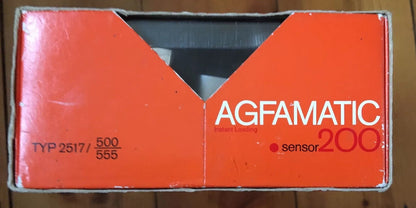 AGFAMATIC
Instant Loading
sensor 200
TYP 2517/ 500
555